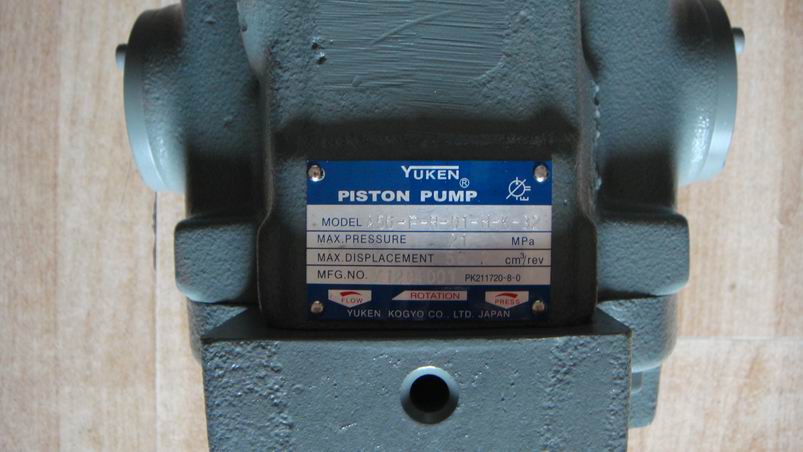 YUKEN ®
PISTON PUMP
MODEL
MAX.PRESSURE 21 MPa
MAX.DISPLACEMENT cm³/rev
MFG.NO. PK211720-8-0
FLOW ROTATION PRESS
YUKEN KOGYO CO., LTD. JAPAN